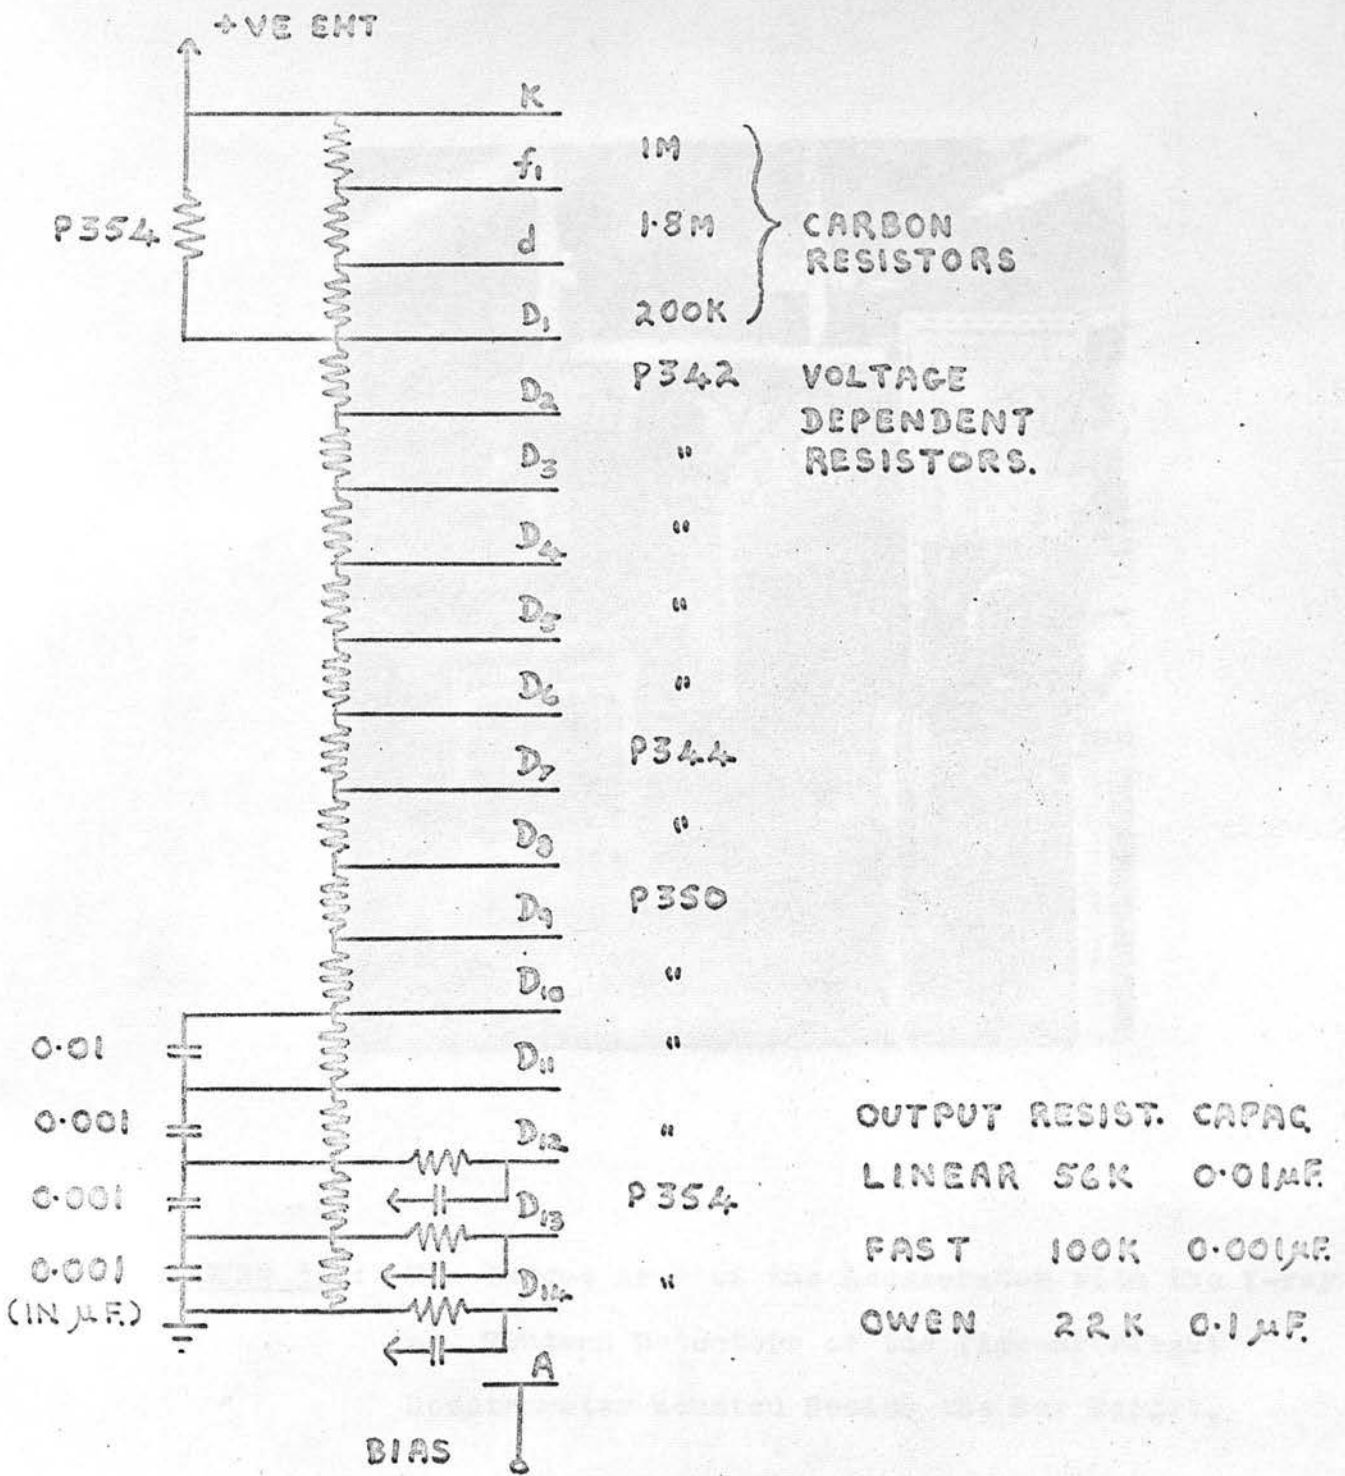 +VE EHT
K
f₁ 1M
P354
d 1·8M CARBON
RESISTORS
D₁ 200K
D₂ P342 VOLTAGE
DEPENDENT
D₃ " RESISTORS.
D₄ "
D₅ "
D₆ "
D₇ P344
D₈ "
D₉ P350
D₁₀ "
0·01 D₁₁ "
0·001 D₁₂ "
OUTPUT RESIST. CAPAC.
LINEAR 56K 0·01μF.
0·001 D₁₃ P354
FAST 100K 0·001μF.
0·001 D₁₄ "
(IN μF.)
OWEN 22K 0·1μF.
A
BIAS